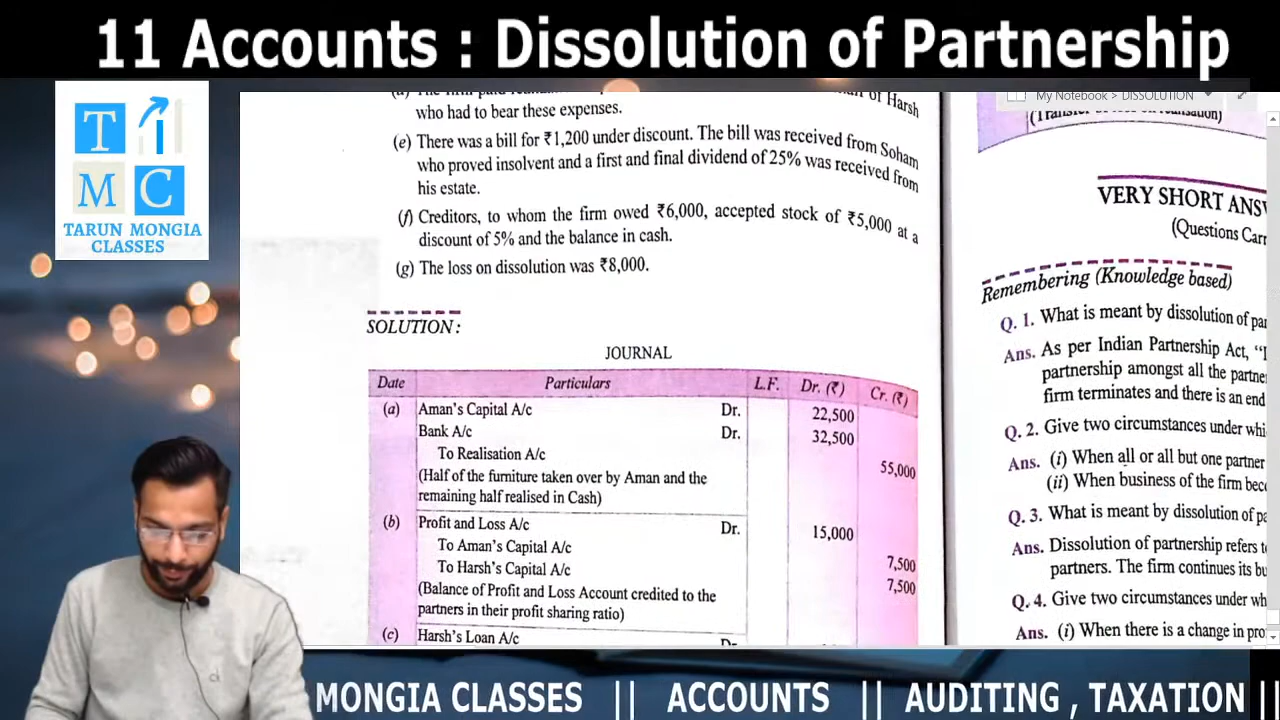 11 Accounts : Dissolution of Partnership
T
M C
TARUN MONGIA
CLASSES
My Notebook > DISSOLUTION
of Harsh
who had to bear these expenses.
(e) There was a bill for ₹1,200 under discount. The bill was received from Soham
who proved insolvent and a first and final dividend of 25% was received from
his estate.
(f) Creditors, to whom the firm owed ₹6,000, accepted stock of ₹5,000 at a
discount of 5% and the balance in cash.
(g) The loss on dissolution was ₹8,000.
SOLUTION :
JOURNAL
Date Particulars L.F. Dr. (₹) Cr. (₹)
(a) Aman's Capital A/c Dr. 22,500
Bank A/c Dr. 32,500
To Realisation A/c 55,000
(Half of the furniture taken over by Aman and the
remaining half realised in Cash)
(b) Profit and Loss A/c Dr. 15,000
To Aman's Capital A/c 7,500
To Harsh's Capital A/c 7,500
(Balance of Profit and Loss Account credited to the
partners in their profit sharing ratio)
(c) Harsh's Loan A/c Dr.
VERY SHORT ANS
(Questions Carr
Remembering (Knowledge based)
Q. 1. What is meant by dissolution of pa
Ans. As per Indian Partnership Act, "
partnership amongst all the partne
firm terminates and there is an end
Q. 2. Give two circumstances under whi
Ans. (i) When all or all but one partner
(ii) When business of the firm bec
Q. 3. What is meant by dissolution of pa
Ans. Dissolution of partnership refers t
partners. The firm continues its bu
Q. 4. Give two circumstances under wh
Ans. (i) When there is a change in pro
MONGIA CLASSES || ACCOUNTS || AUDITING , TAXATION ||